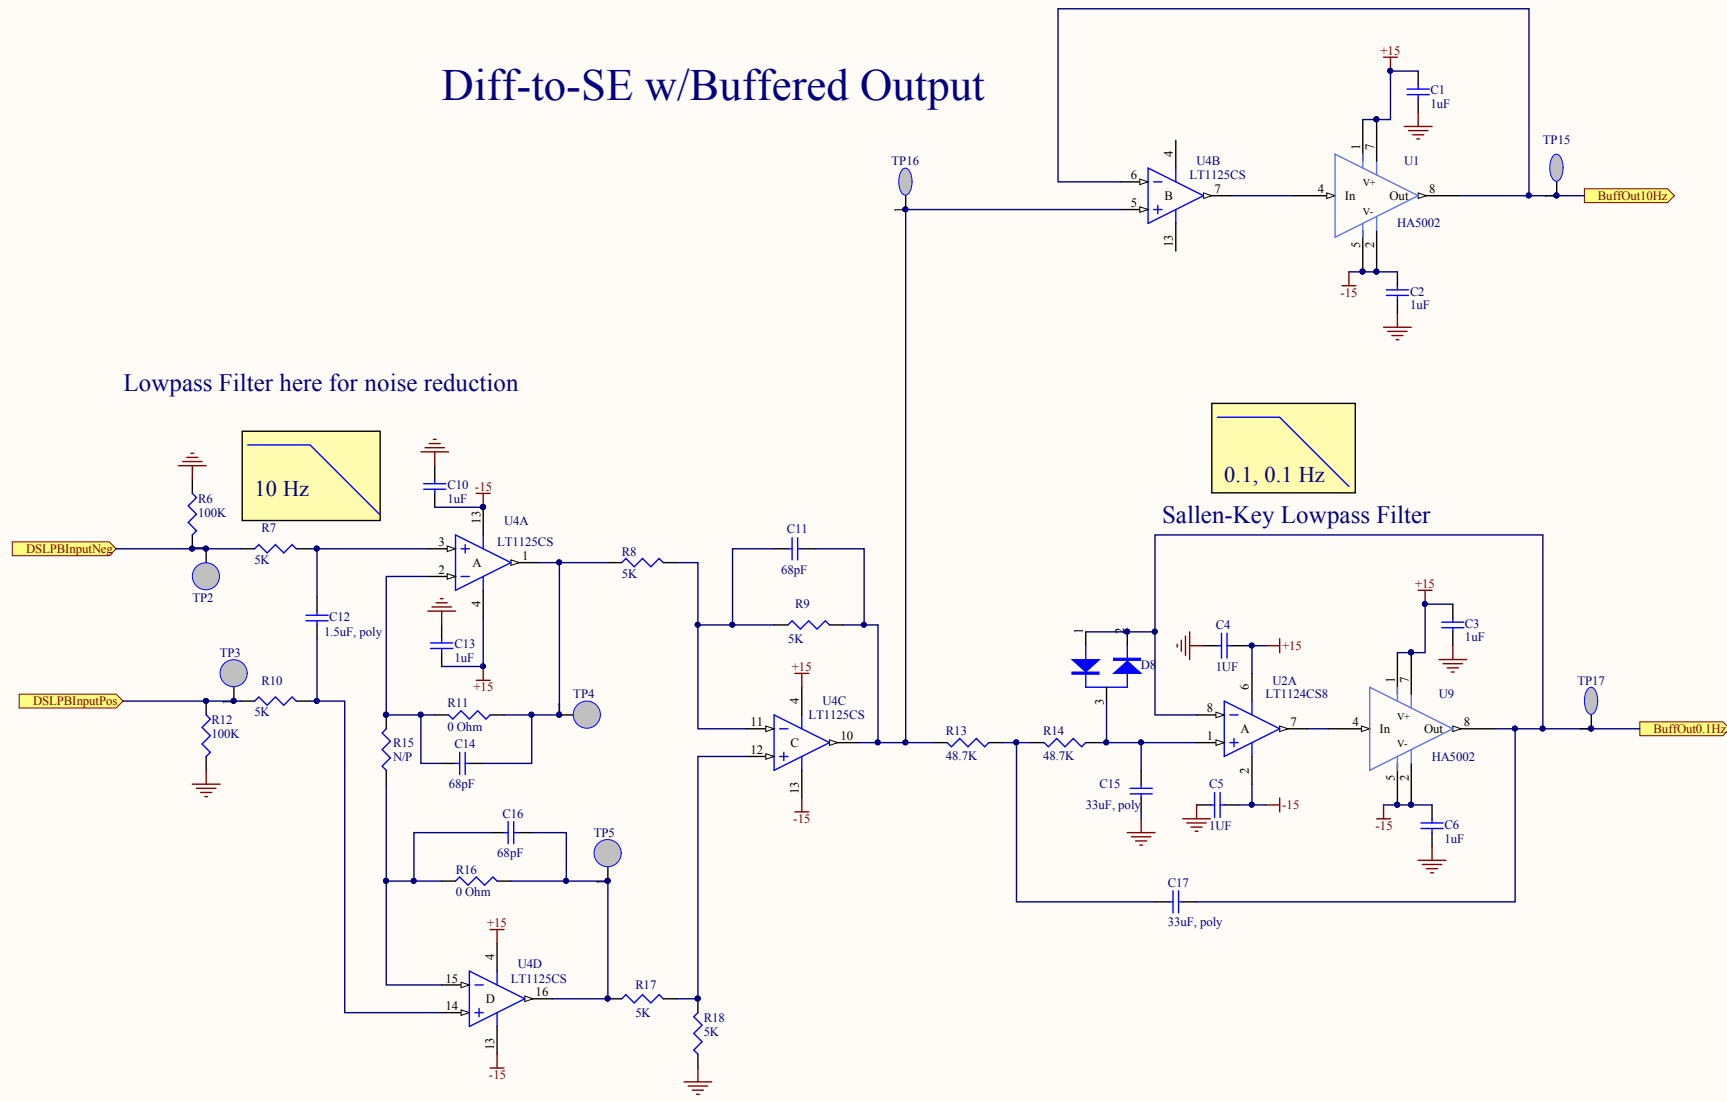 Diff-to-SE w/Buffered Output
+15
C1
1uF
TP16
U4B
LT1125CS
4
6
5
B
7
13
1
7
U1
V+
4
In
Out
8
V-
HA5002
5
2
-15
C2
1uF
TP15
BuffOut10Hz
Lowpass Filter here for noise reduction
10 Hz
R6
100K
R7
5K
DSLPBInputNeg
TP2
C10
1uF
-15
13
U4A
LT1125CS
3
2
A
1
4
C13
1uF
+15
C12
1.5uF, poly
TP3
R10
5K
DSLPBInputPos
R12
100K
R11
0 Ohm
C14
68pF
R15
N/P
TP4
R8
5K
C11
68pF
R9
5K
+15
4
U4C
LT1125CS
11
12
C
10
13
-15
C16
68pF
R16
0 Ohm
TP5
+15
4
U4D
LT1125CS
15
14
D
16
13
-15
R17
5K
R18
5K
0.1, 0.1 Hz
Sallen-Key Lowpass Filter
R13
48.7K
R14
48.7K
1
2
D8
3
C4
1UF
+15
6
U2A
LT1124CS8
8
1
A
7
2
C5
1UF
-15
C15
33uF, poly
C17
33uF, poly
+15
C3
1uF
1
7
U9
V+
4
In
Out
8
V-
HA5002
5
2
-15
C6
1uF
TP17
BuffOut0.1Hz